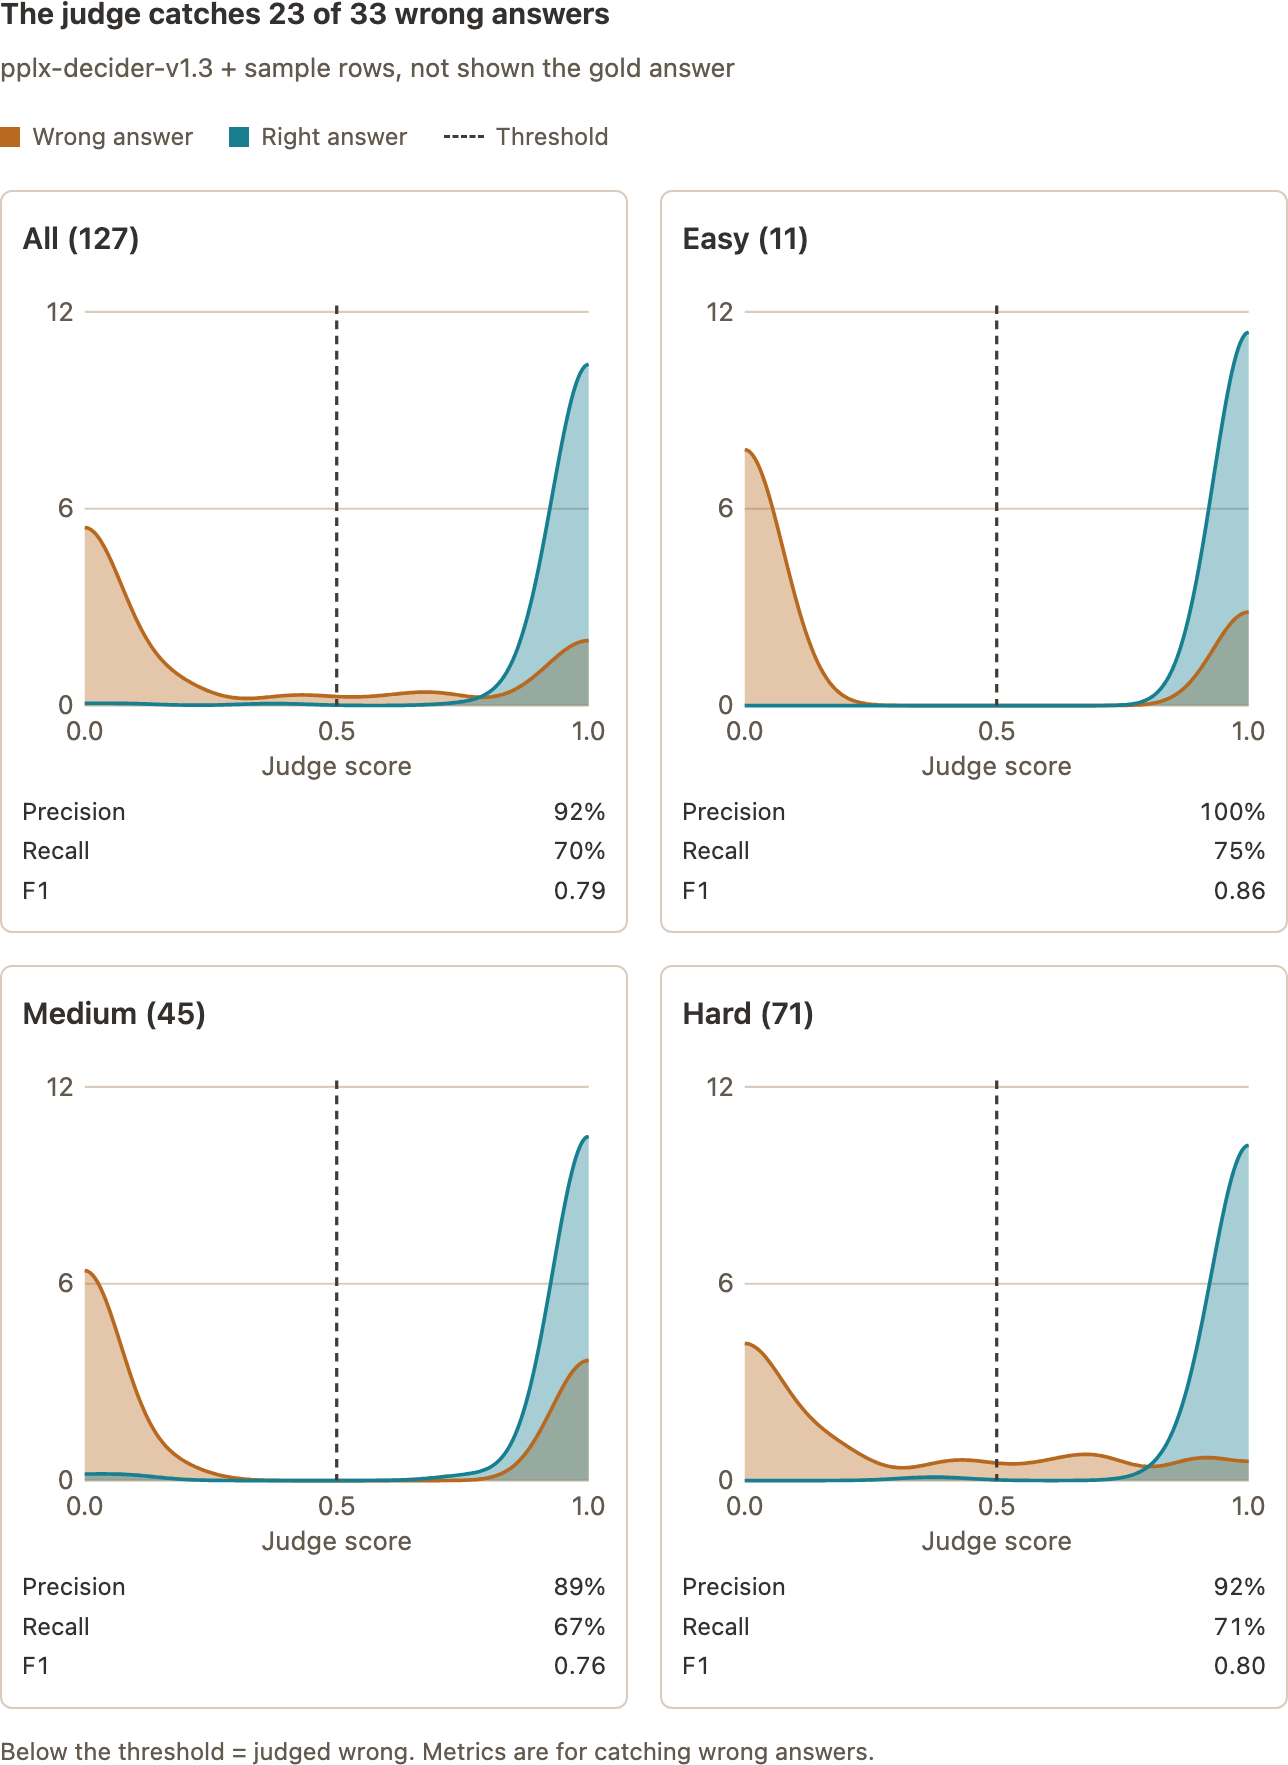 The judge catches 23 of 33 wrong answers
pplx-decider-v1.3 + sample rows, not shown the gold answer
Wrong answer Right answer Threshold
All (127)
12
6
0
0.0 0.5 1.0
Judge score
Precision 92%
Recall 70%
F1 0.79
Easy (11)
12
6
0
0.0 0.5 1.0
Judge score
Precision 100%
Recall 75%
F1 0.86
Medium (45)
12
6
0
0.0 0.5 1.0
Judge score
Precision 89%
Recall 67%
F1 0.76
Hard (71)
12
6
0
0.0 0.5 1.0
Judge score
Precision 92%
Recall 71%
F1 0.80
Below the threshold = judged wrong. Metrics are for catching wrong answers.